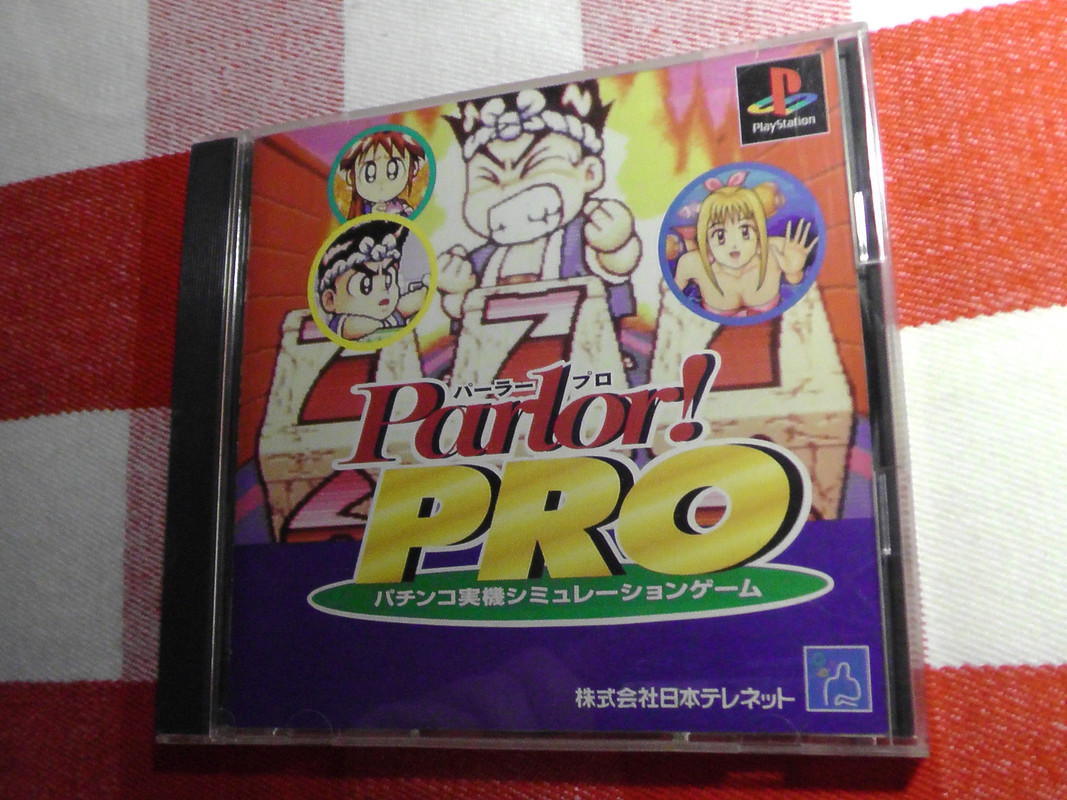 PlayStation
777
パーラー プロ
Parlor!
PRO
パチンコ実機シミュレーションゲーム
株式会社日本テレネット